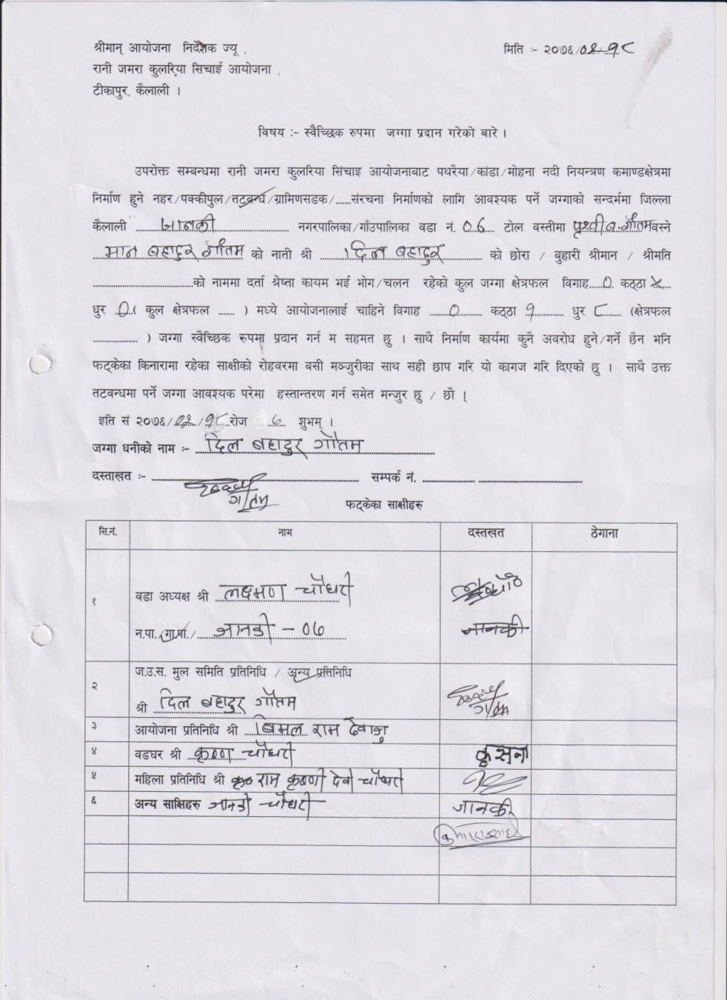 श्रीमान् आयोजना निर्देशक ज्यू ,
मिति :- २०७६/०२/१८
रानी जमरा कुलरिया सिचाई आयोजना ,
टीकापुर, कैलाली ।
विषय :- स्वैच्छिक रुपमा जग्गा प्रदान गरेको बारे ।
उपरोक्त सम्बन्धमा रानी जमरा कुलरिया सिंचाइ आयोजनाबाट पथरैया/कांडा/मोहना नदी नियन्त्रण कमाण्डक्षेत्रमा
निर्माण हुने नहर/पक्कीपुल/तटबन्ध/ग्रामिणसडक/......संरचना निर्माणको लागि आवश्यक पर्ने जग्गाको सन्दर्भमा जिल्ला
कैलाली जानकी नगरपालिका/गाँउपालिका वडा नं. ०६ टोल वस्तीमा पृथ्वी ब. गौतम वस्ने
मान बहादुर गौतम को नाती श्री दिल बहादुर को छोरा / बुहारी श्रीमान / श्रीमति
को नाममा दर्ता श्रेष्ता कायम भई भोग/चलन रहेको कुल जग्गा क्षेत्रफल विगाह ० कठ्ठा
धुर ० ( कुल क्षेत्रफल ...... ) मध्ये आयोजनालाई चाहिने विगाह ० कठ्ठा १ धुर ८ (क्षेत्रफल
.................. ) जग्गा स्वैच्छिक रुपमा प्रदान गर्न म सहमत छु । साथै निर्माण कार्यमा कुनै अवरोध हुने/गर्ने छैन भनि
फट्केका किनारामा रहेका साक्षीको रोहवरमा बसी मञ्जुरीका साथ सही छाप गरि यो कागज गरि दिएको छु । साथै उक्त
तटवन्धमा पर्ने जग्गा आवश्यक परेमा हस्तान्तरण गर्न समेत मन्जुर छु / छौ ।
इति सं २०७६/०२/१८ रोज ६ शुभम् ।
जग्गा धनीको नाम :- दिल बहादुर गौतम
दस्ताखत :- सम्पर्क नं.
गौतम
फट्केका साक्षीहरु
सि.नं. नाम दस्तखत ठेगाना
१ वडा अध्यक्ष श्री लक्ष्मण चौधरी
न.पा./गा.पा./ जानकी - ०७ जानकी
२ ज.उ.स. मुल समिति प्रतिनिधि / अन्य प्रतिनिधि
श्री दिल बहादुर गौतम
३ आयोजना प्रतिनिधि श्री बिमल राम
४ वडघर श्री कृष्ण चौधरी कृसना
५ महिला प्रतिनिधि श्री राम कृष्णी देवी चौधरी
६ अन्य साक्षिहरु जानकी चौधरी जानकी